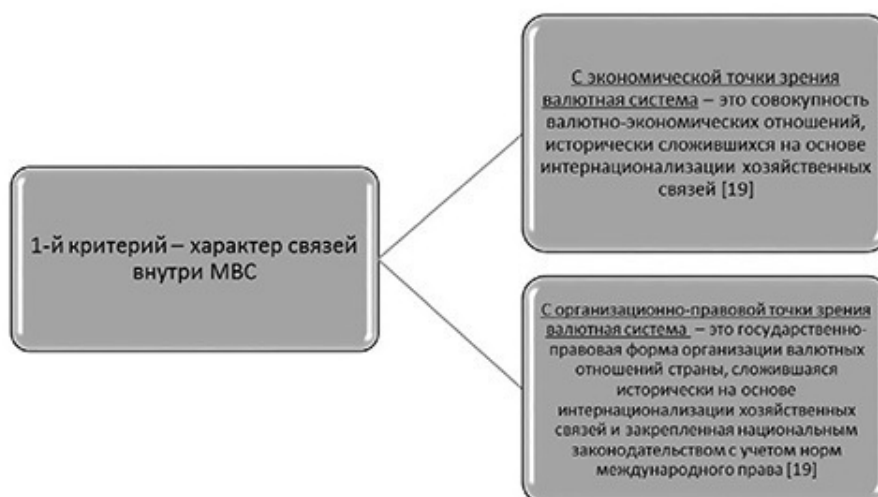 1-й критерий – характер связей
внутри МВС
С экономической точки зрения
валютная система – это совокупность
валютно-экономических отношений,
исторически сложившихся на основе
интернационализации хозяйственных
связей [19]
С организационно-правовой точки зрения
валютная система – это государственно-
правовая форма организации валютных
отношений страны, сложившаяся
исторически на основе
интернационализации хозяйственных
связей и закрепленная национальным
законодательством с учетом норм
международного права [19]